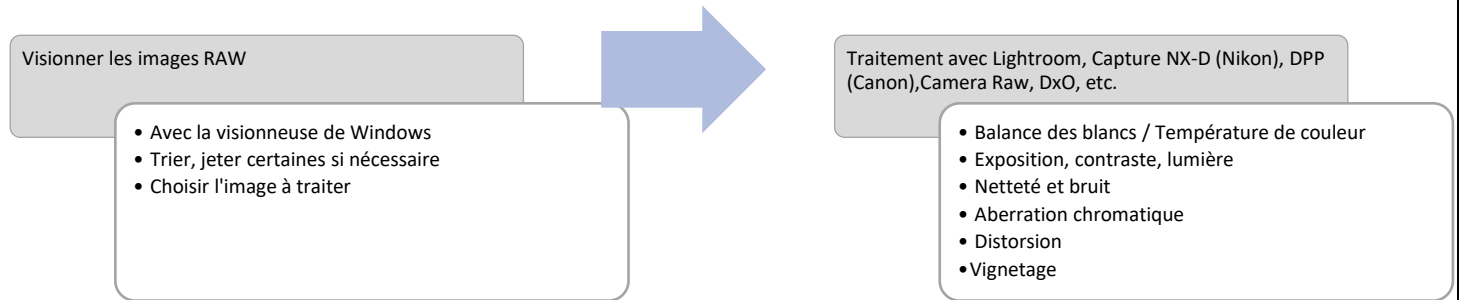 Visionner les images RAW
• Avec la visionneuse de Windows
• Trier, jeter certaines si nécessaire
• Choisir l'image à traiter
Traitement avec Lightroom, Capture NX-D (Nikon), DPP
(Canon),Camera Raw, DxO, etc.
• Balance des blancs / Température de couleur
• Exposition, contraste, lumière
• Netteté et bruit
• Aberration chromatique
• Distorsion
•Vignetage